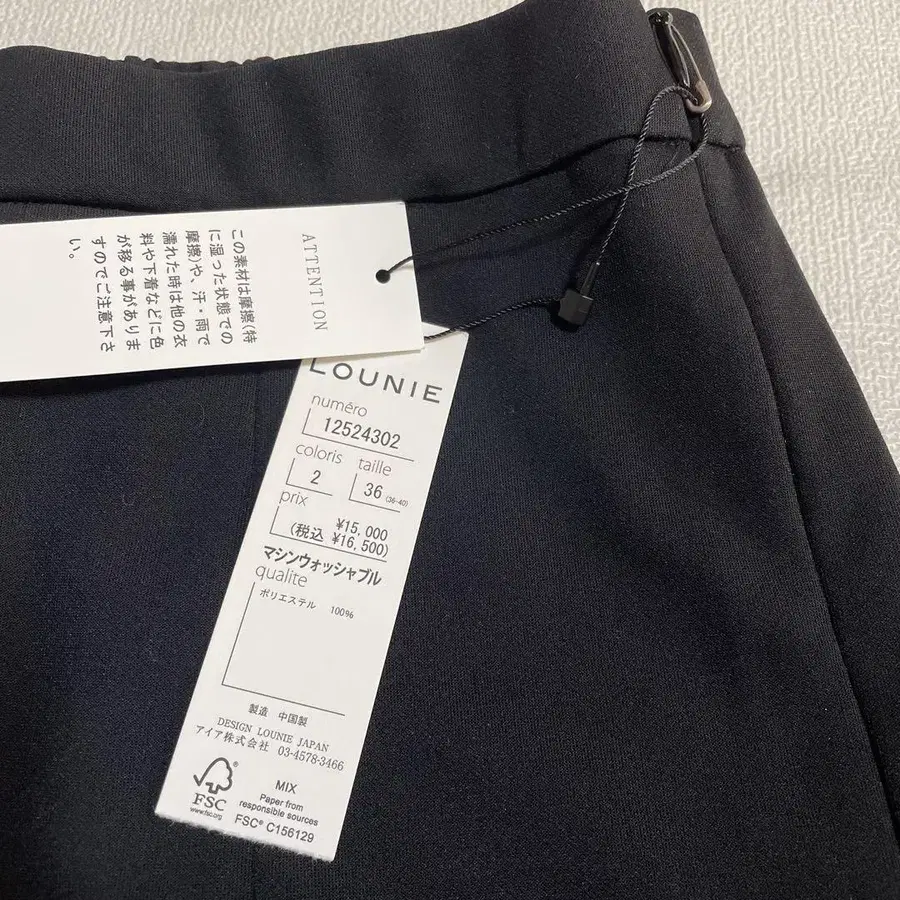 ATTENTION
この素材は摩擦(特
に湿った状態での
摩擦)や、汗・雨で
濡れた時は他の衣
料や下着などに色
が移る事がありま
すのでご注意下さ
い。
LOUNIE
numéro
12524302
coloris taille
2 36 (36-40)
prix
¥15,000
(税込 ¥16,500)
マシンウォッシャブル
qualite
ポリエステル 100%
製造 中国製
DESIGN LOUNIE JAPAN
アイア株式会社 03-4578-3466
FSC
www.fsc.org
MIX
Paper from
responsible sources
FSC® C156129